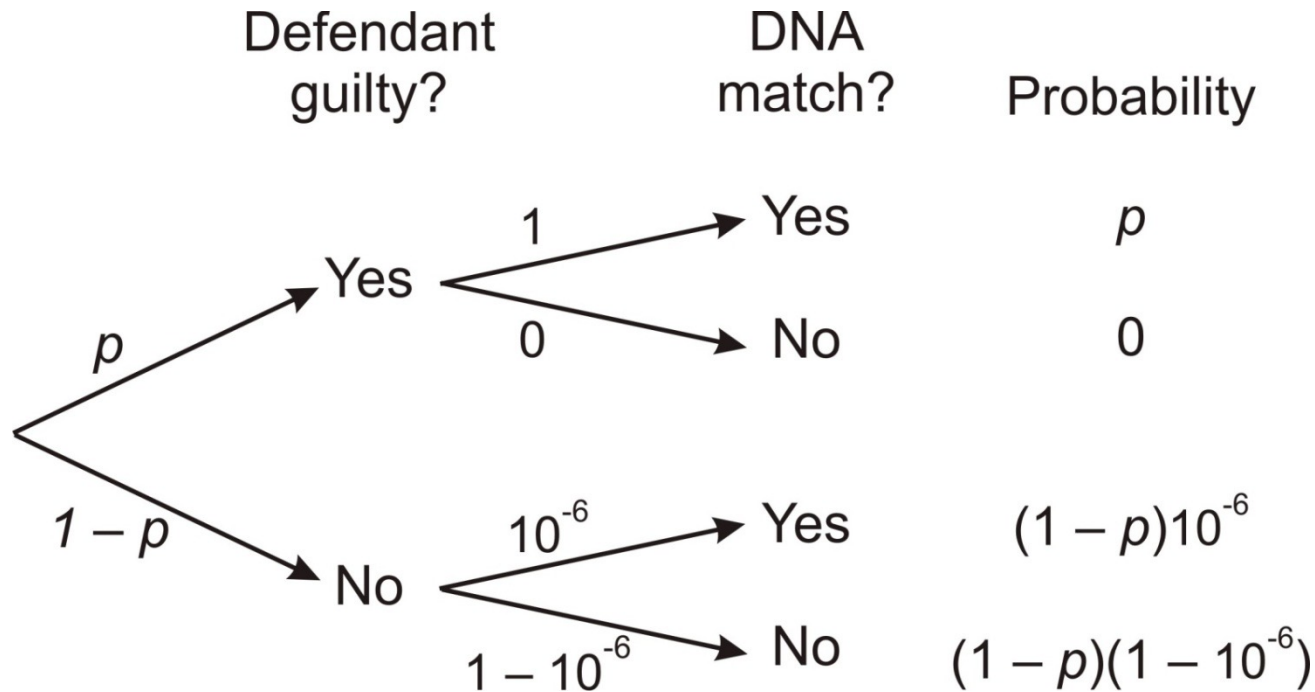 Defendant guilty?
DNA match?
Probability
p
1 – p
Yes
No
1
0
10⁻⁶
1 – 10⁻⁶
Yes
No
Yes
No
p
0
(1 – p)10⁻⁶
(1 – p)(1 – 10⁻⁶)